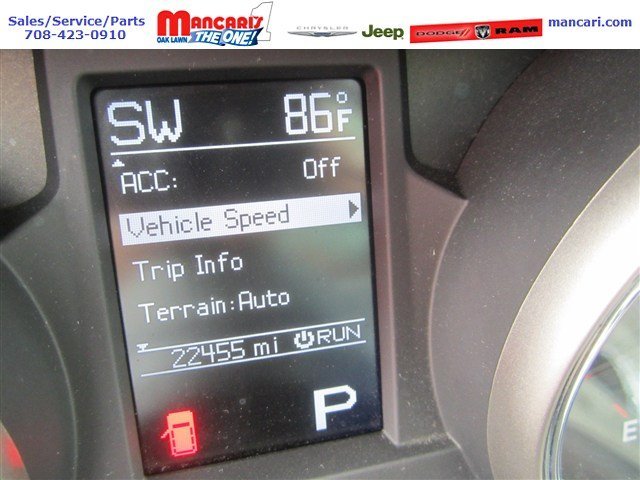 Sales/Service/Parts
708-423-0910
MANCARI'S
OAK LAWN THE ONE!
CHRYSLER
Jeep
DODGE
RAM
mancari.com
SW 86°F
ACC: Off
Vehicle Speed
Trip Info
Terrain:Auto
22455 mi RUN
P
E